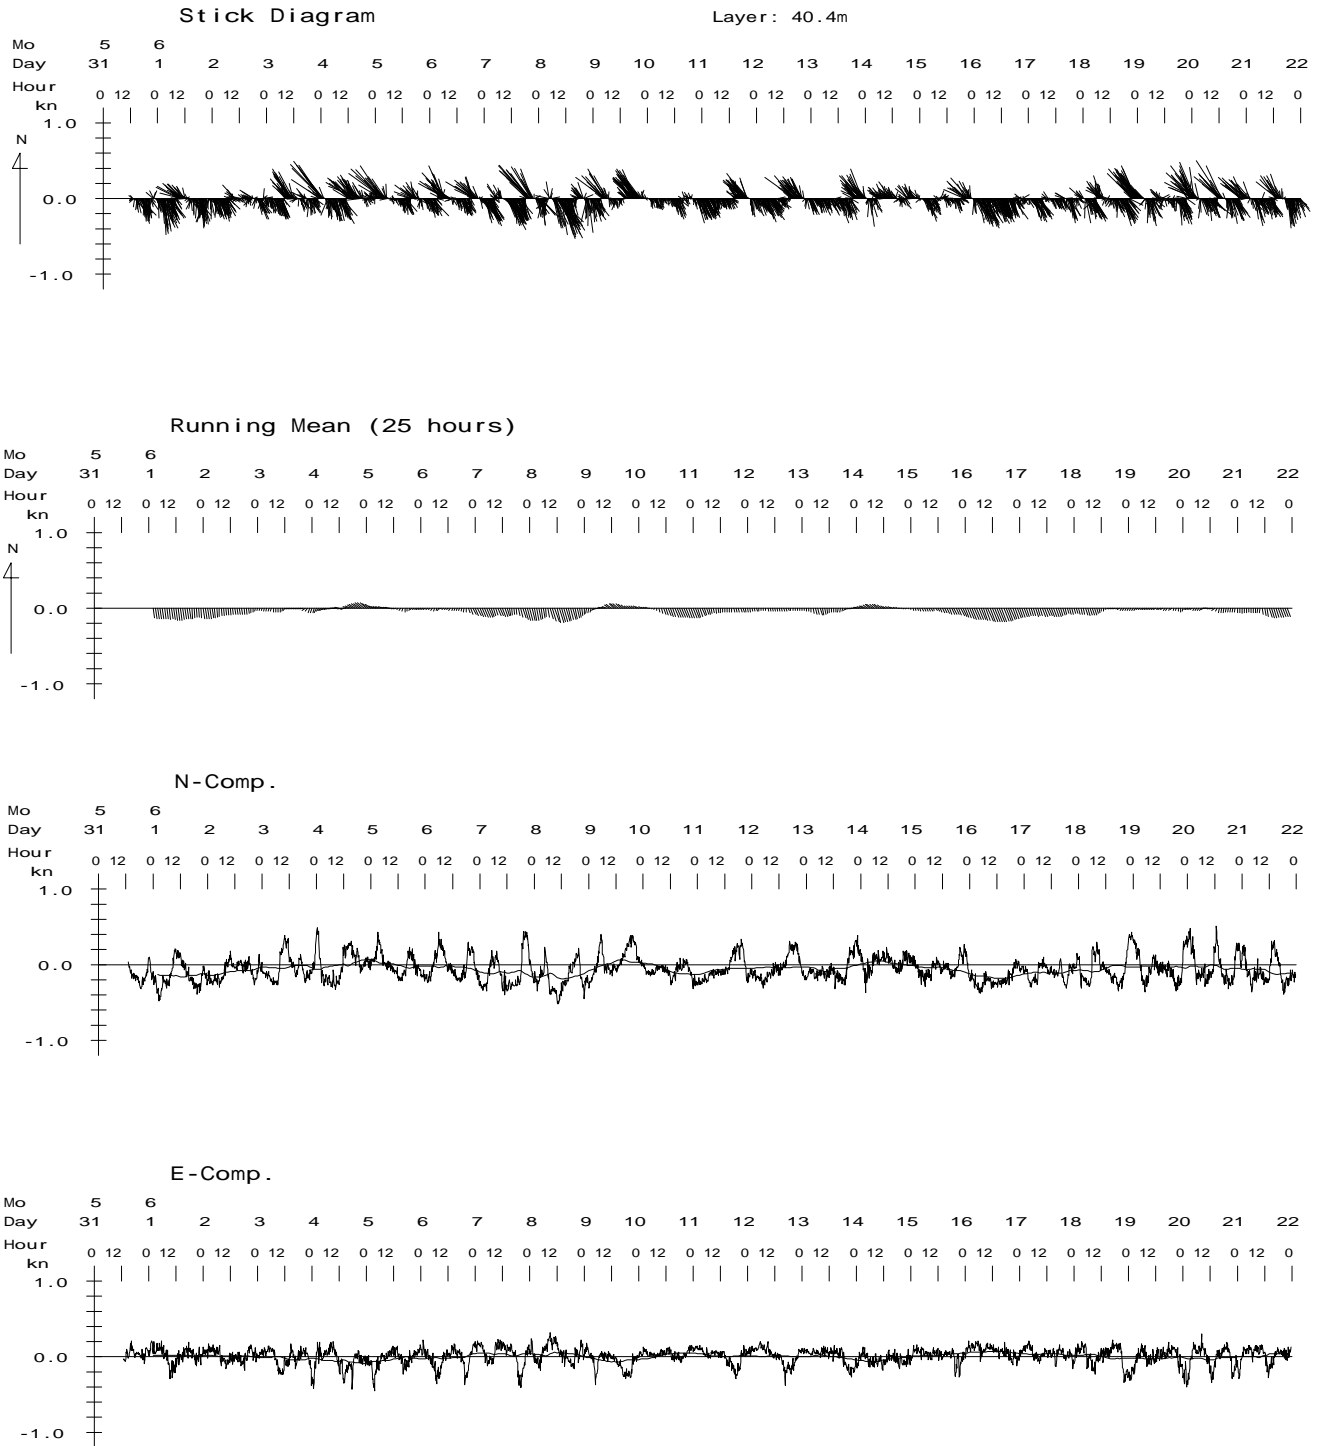 Stick Diagram Layer: 40.4m
Mo 5 6
Day 31 1 2 3 4 5 6 7 8 9 10 11 12 13 14 15 16 17 18 19 20 21 22
Hour 0 12 0 12 0 12 0 12 0 12 0 12 0 12 0 12 0 12 0 12 0 12 0 12 0 12 0 12 0 12 0 12 0 12 0 12 0 12 0 12 0 12 0 12 0
kn
1.0
N
0.0
-1.0
Running Mean (25 hours)
Mo 5 6
Day 31 1 2 3 4 5 6 7 8 9 10 11 12 13 14 15 16 17 18 19 20 21 22
Hour 0 12 0 12 0 12 0 12 0 12 0 12 0 12 0 12 0 12 0 12 0 12 0 12 0 12 0 12 0 12 0 12 0 12 0 12 0 12 0 12 0 12 0 12 0
kn
1.0
N
0.0
-1.0
N-Comp.
Mo 5 6
Day 31 1 2 3 4 5 6 7 8 9 10 11 12 13 14 15 16 17 18 19 20 21 22
Hour 0 12 0 12 0 12 0 12 0 12 0 12 0 12 0 12 0 12 0 12 0 12 0 12 0 12 0 12 0 12 0 12 0 12 0 12 0 12 0 12 0 12 0 12 0
kn
1.0
0.0
-1.0
E-Comp.
Mo 5 6
Day 31 1 2 3 4 5 6 7 8 9 10 11 12 13 14 15 16 17 18 19 20 21 22
Hour 0 12 0 12 0 12 0 12 0 12 0 12 0 12 0 12 0 12 0 12 0 12 0 12 0 12 0 12 0 12 0 12 0 12 0 12 0 12 0 12 0 12 0 12 0
kn
1.0
0.0
-1.0